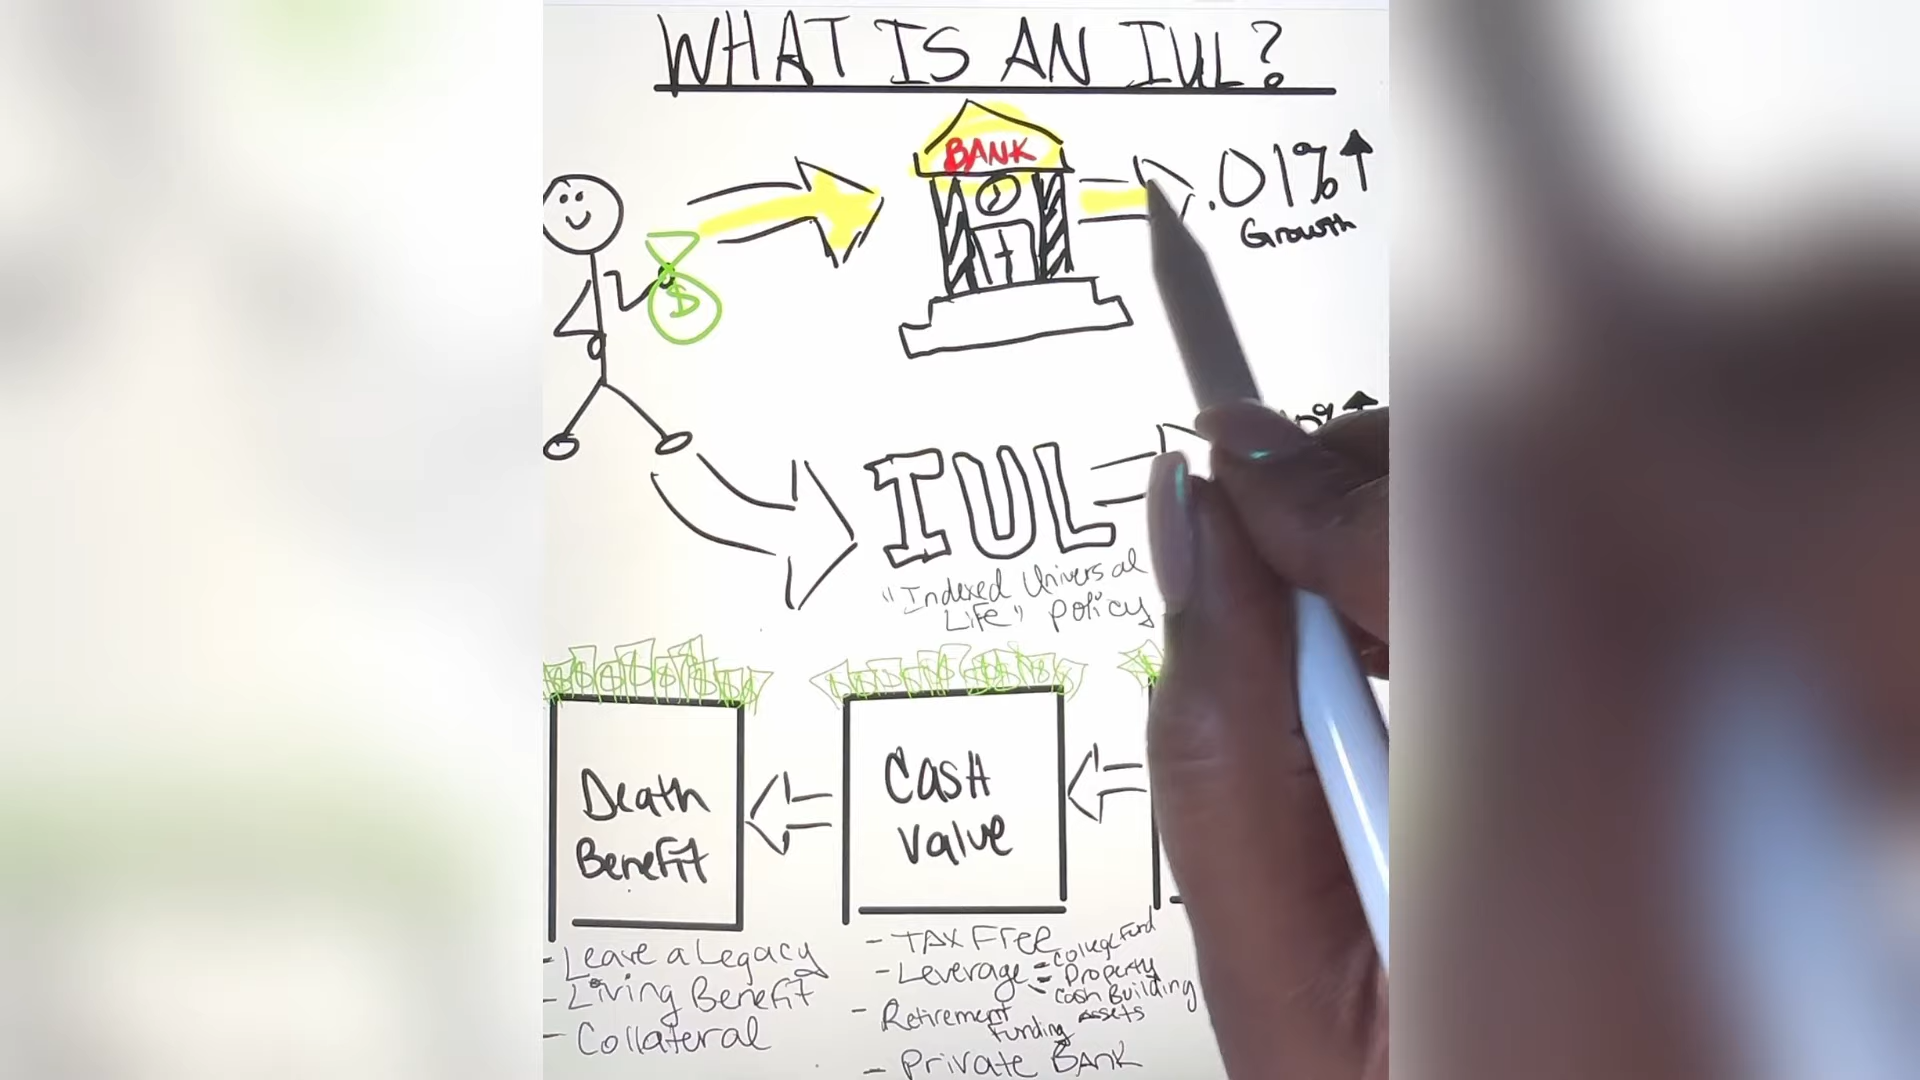 WHAT IS AN IUL?
BANK
.01%
Growth
$
IUL
"Indexed Universal
Life" policy
Death
Benefit
Cash
Value
- Leave a Legacy
- Living Benefit
- Collateral
- TAX Free
- Leverage - College Fund
- Property
- Cash Building
Assets
- Retirement
Funding
- Private BANK